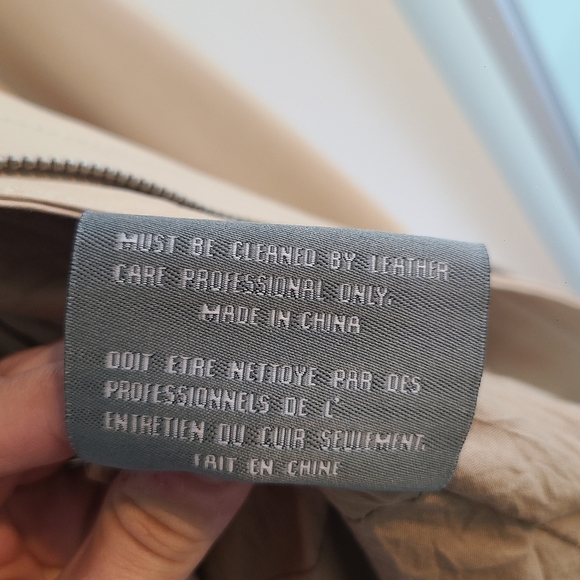 MUST BE CLEANED BY LEATHER
CARE PROFESSIONAL ONLY.
MADE IN CHINA
DOIT ETRE NETTOYE PAR DES
PROFESSIONNELS DE L'
ENTRETIEN DU CUIR SEULEMENT.
FAIT EN CHINE